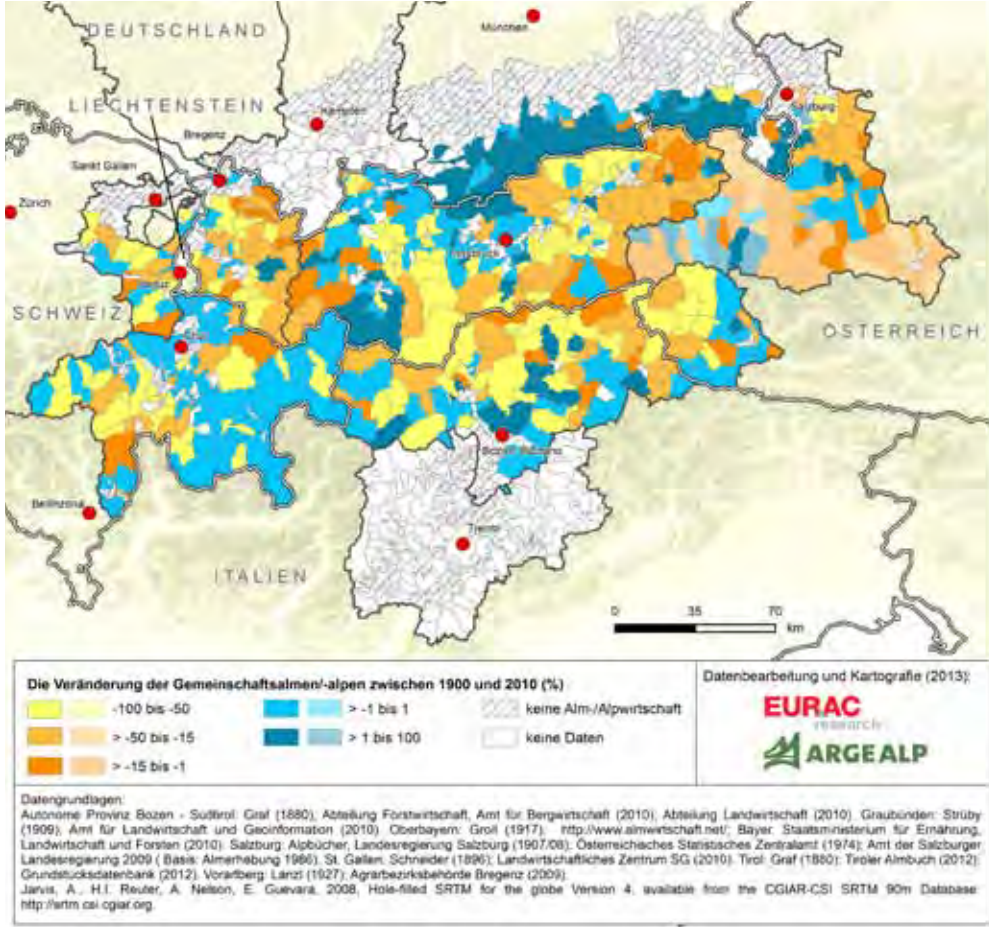 DEUTSCHLAND
München
LIECHTENSTEIN
Kempten
Salzburg
Bregenz
Sankt Gallen
Zürich
Innsbruck
Vaduz
SCHWEIZ
Chur
ÖSTERREICH
Bozen
Bellinzona
Trento
ITALIEN
0 35 70
km
Die Veränderung der Gemeinschaftsalmen/-alpen zwischen 1900 und 2010 (%)
-100 bis -50
> -1 bis 1
keine Alm-/Alpwirtschaft
> -50 bis -15
> 1 bis 100
keine Daten
> -15 bis -1
Datenbearbeitung und Kartografie (2013):
EURAC
research
ARGE ALP
Datengrundlagen:
Autonome Provinz Bozen - Südtirol: Graf (1880), Abteilung Forstwirtschaft, Amt für Bergwirtschaft (2010), Abteilung Landwirtschaft (2010). Graubünden: Strüby
(1909), Amt für Landwirtschaft und Geoinformation (2010). Oberbayern: Groll (1917), http://www.almwirtschaft.net/; Bayer. Staatsministerium für Ernährung,
Landwirtschaft und Forsten (2010). Salzburg: Alpbücher, Landesregierung Salzburg (1907/08); Österreichisches Statistisches Zentralamt (1974); Amt der Salzburger
Landesregierung 2009 ( Basis: Almerhebung 1986). St. Gallen: Schneider (1896); Landwirtschaftliches Zentrum SG (2010). Tirol: Graf (1880); Tiroler Almbuch (2012);
Grundstücksdatenbank (2012). Vorarlberg: Lanzl (1927); Agrarbezirksbehörde Bregenz (2009).
Jarvis, A., H.I. Reuter, A. Nelson, E. Guevara, 2008, Hole-filled SRTM for the globe Version 4, available from the CGIAR-CSI SRTM 90m Database:
http://srtm.csi.cgiar.org.